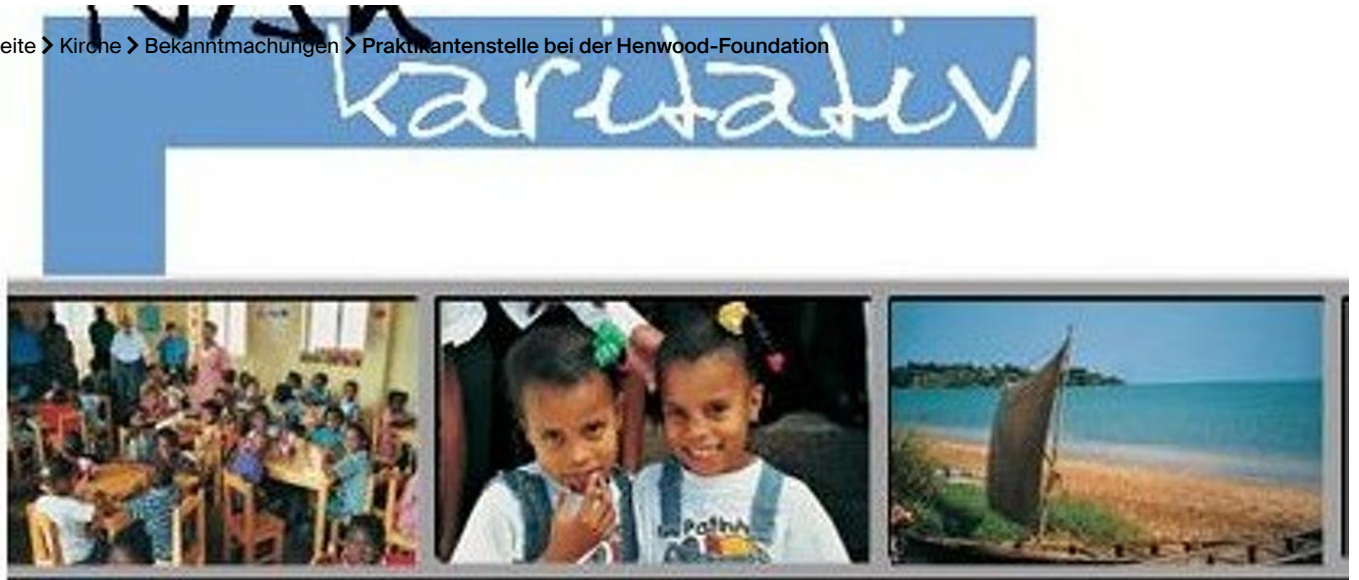 eite > Kirche > Bekanntmachungen > Praktikantenstelle bei der Henwood-Foundation
karitativ